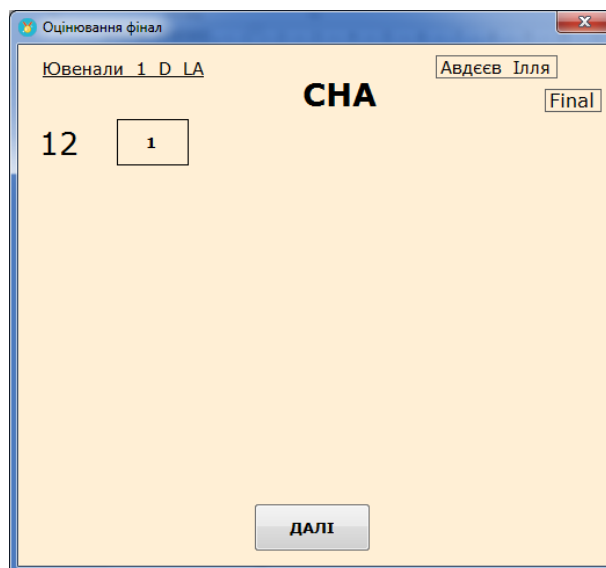 Оцінювання фінал
Ювенали 1 D LA
Авдєєв Ілля
CHA
Final
12
1
ДАЛІ